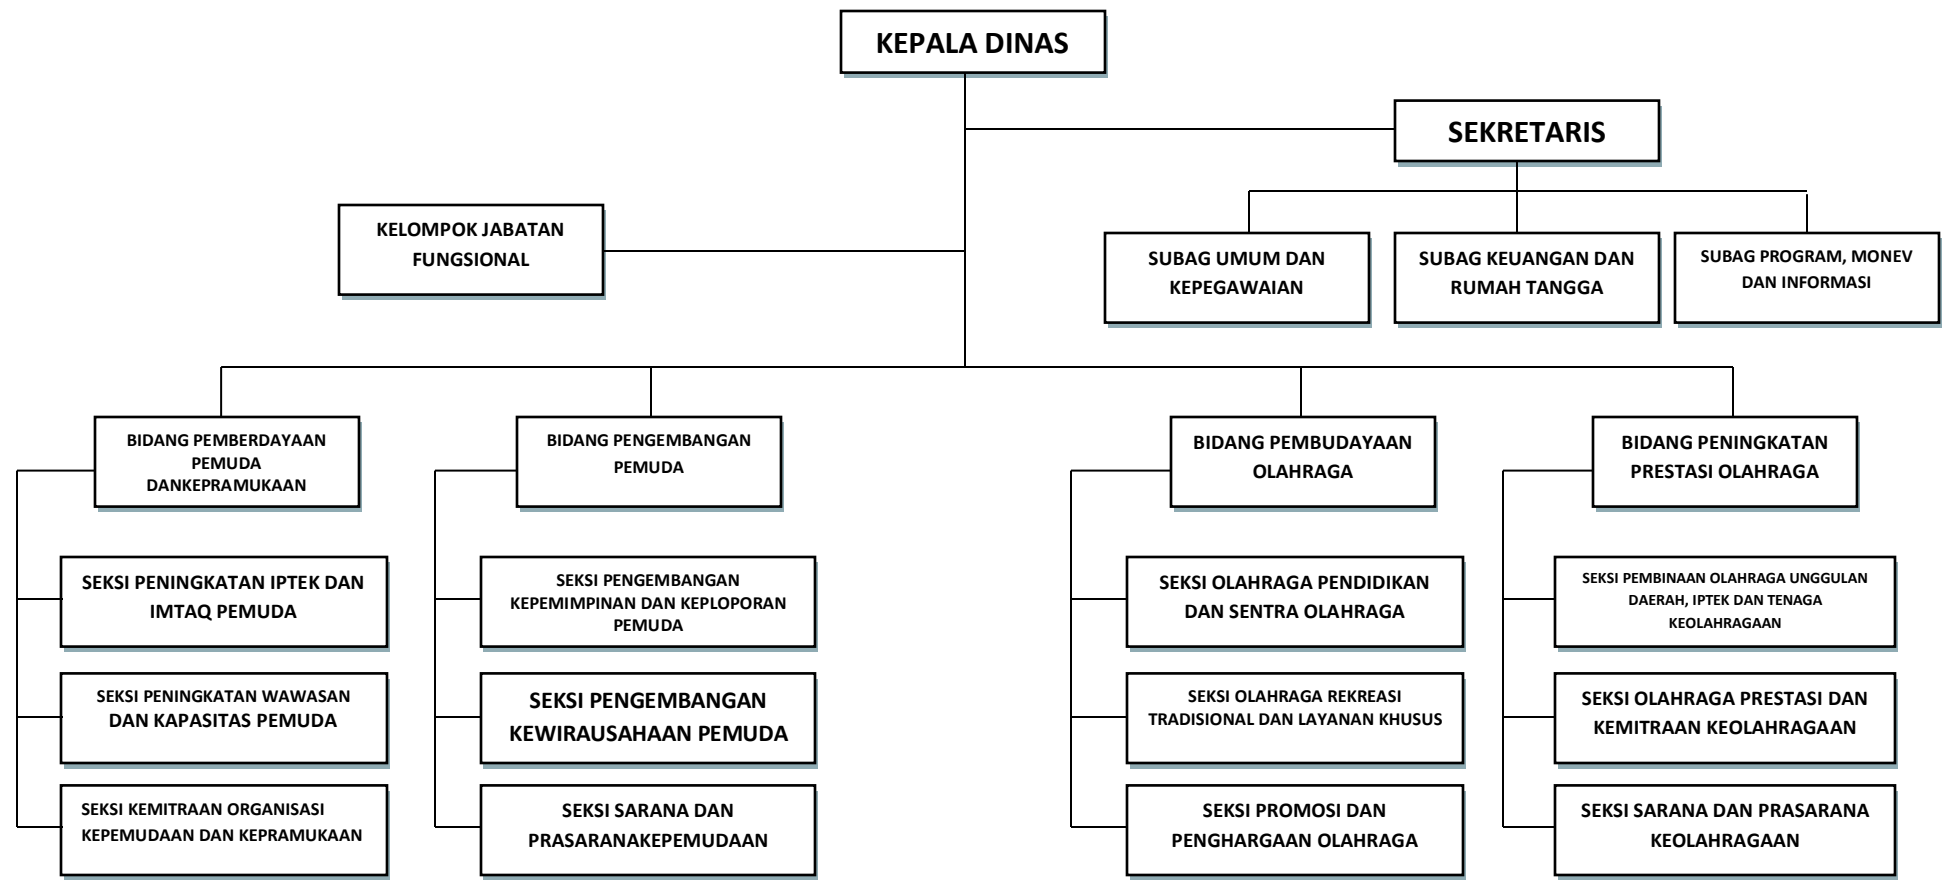 KEPALA DINAS
SEKRETARIS
KELOMPOK JABATAN
FUNGSIONAL
SUBAG UMUM DAN
KEPEGAWAIAN
SUBAG KEUANGAN DAN
RUMAH TANGGA
SUBAG PROGRAM, MONEV
DAN INFORMASI
BIDANG PEMBERDAYAAN
PEMUDA
DANKEPRAMUKAAN
BIDANG PENGEMBANGAN
PEMUDA
BIDANG PEMBUDAYAAN
OLAHRAGA
BIDANG PENINGKATAN
PRESTASI OLAHRAGA
SEKSI PENINGKATAN IPTEK DAN
IMTAQ PEMUDA
SEKSI PENGEMBANGAN
KEPEMIMPINAN DAN KEPLOPORAN
PEMUDA
SEKSI OLAHRAGA PENDIDIKAN
DAN SENTRA OLAHRAGA
SEKSI PEMBINAAN OLAHRAGA UNGGULAN
DAERAH, IPTEK DAN TENAGA
KEOLAHRAGAAN
SEKSI PENINGKATAN WAWASAN
DAN KAPASITAS PEMUDA
SEKSI PENGEMBANGAN
KEWIRAUSAHAAN PEMUDA
SEKSI OLAHRAGA REKREASI
TRADISIONAL DAN LAYANAN KHUSUS
SEKSI OLAHRAGA PRESTASI DAN
KEMITRAAN KEOLAHRAGAAN
SEKSI KEMITRAAN ORGANISASI
KEPEMUDAAN DAN KEPRAMUKAAN
SEKSI SARANA DAN
PRASARANAKEPEMUDAAN
SEKSI PROMOSI DAN
PENGHARGAAN OLAHRAGA
SEKSI SARANA DAN PRASARANA
KEOLAHRAGAAN